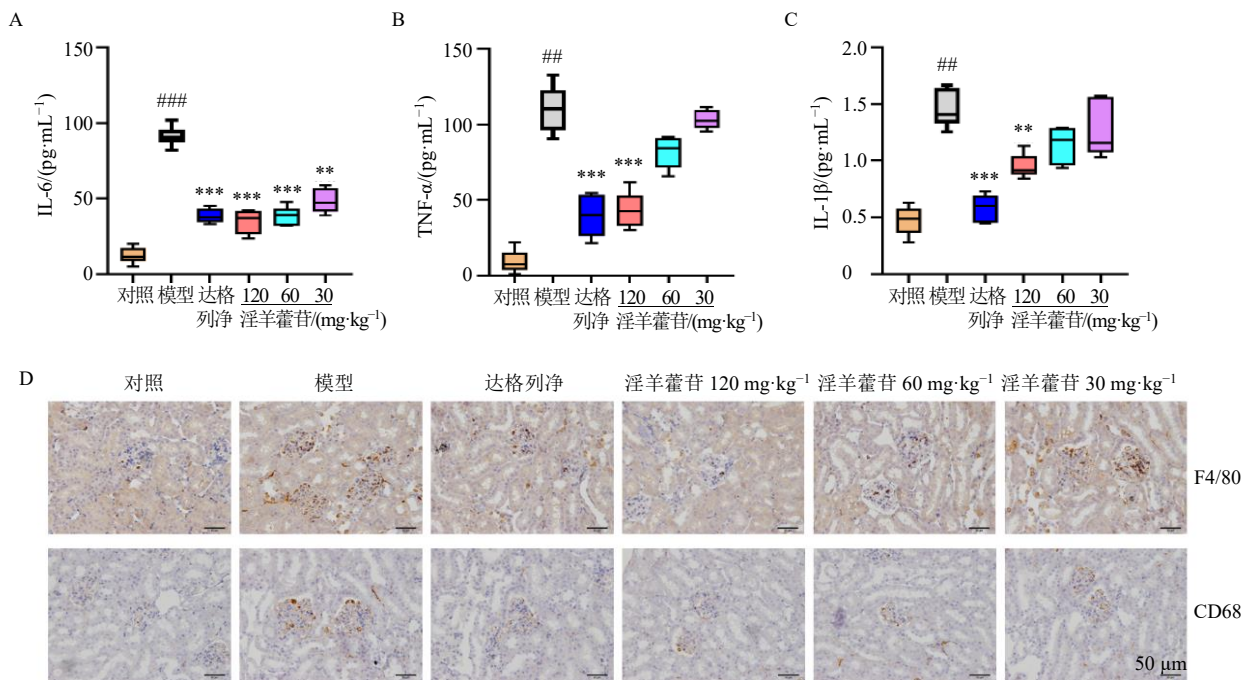 A
150
100
50
0
IL-6/(pg·mL⁻¹)
###
***
***
***
**
对照 模型 达格 120 60 30
列净 淫羊藿苷/(mg·kg⁻¹)
B
150
100
50
0
TNF-α/(pg·mL⁻¹)
##
***
***
对照 模型 达格 120 60 30
列净 淫羊藿苷/(mg·kg⁻¹)
C
2.0
1.5
1.0
0.5
0
IL-1β/(pg·mL⁻¹)
##
***
**
对照 模型 达格 120 60 30
列净 淫羊藿苷/(mg·kg⁻¹)
D
对照 模型 达格列净 淫羊藿苷 120 mg·kg⁻¹ 淫羊藿苷 60 mg·kg⁻¹ 淫羊藿苷 30 mg·kg⁻¹
F4/80
CD68
50 μm